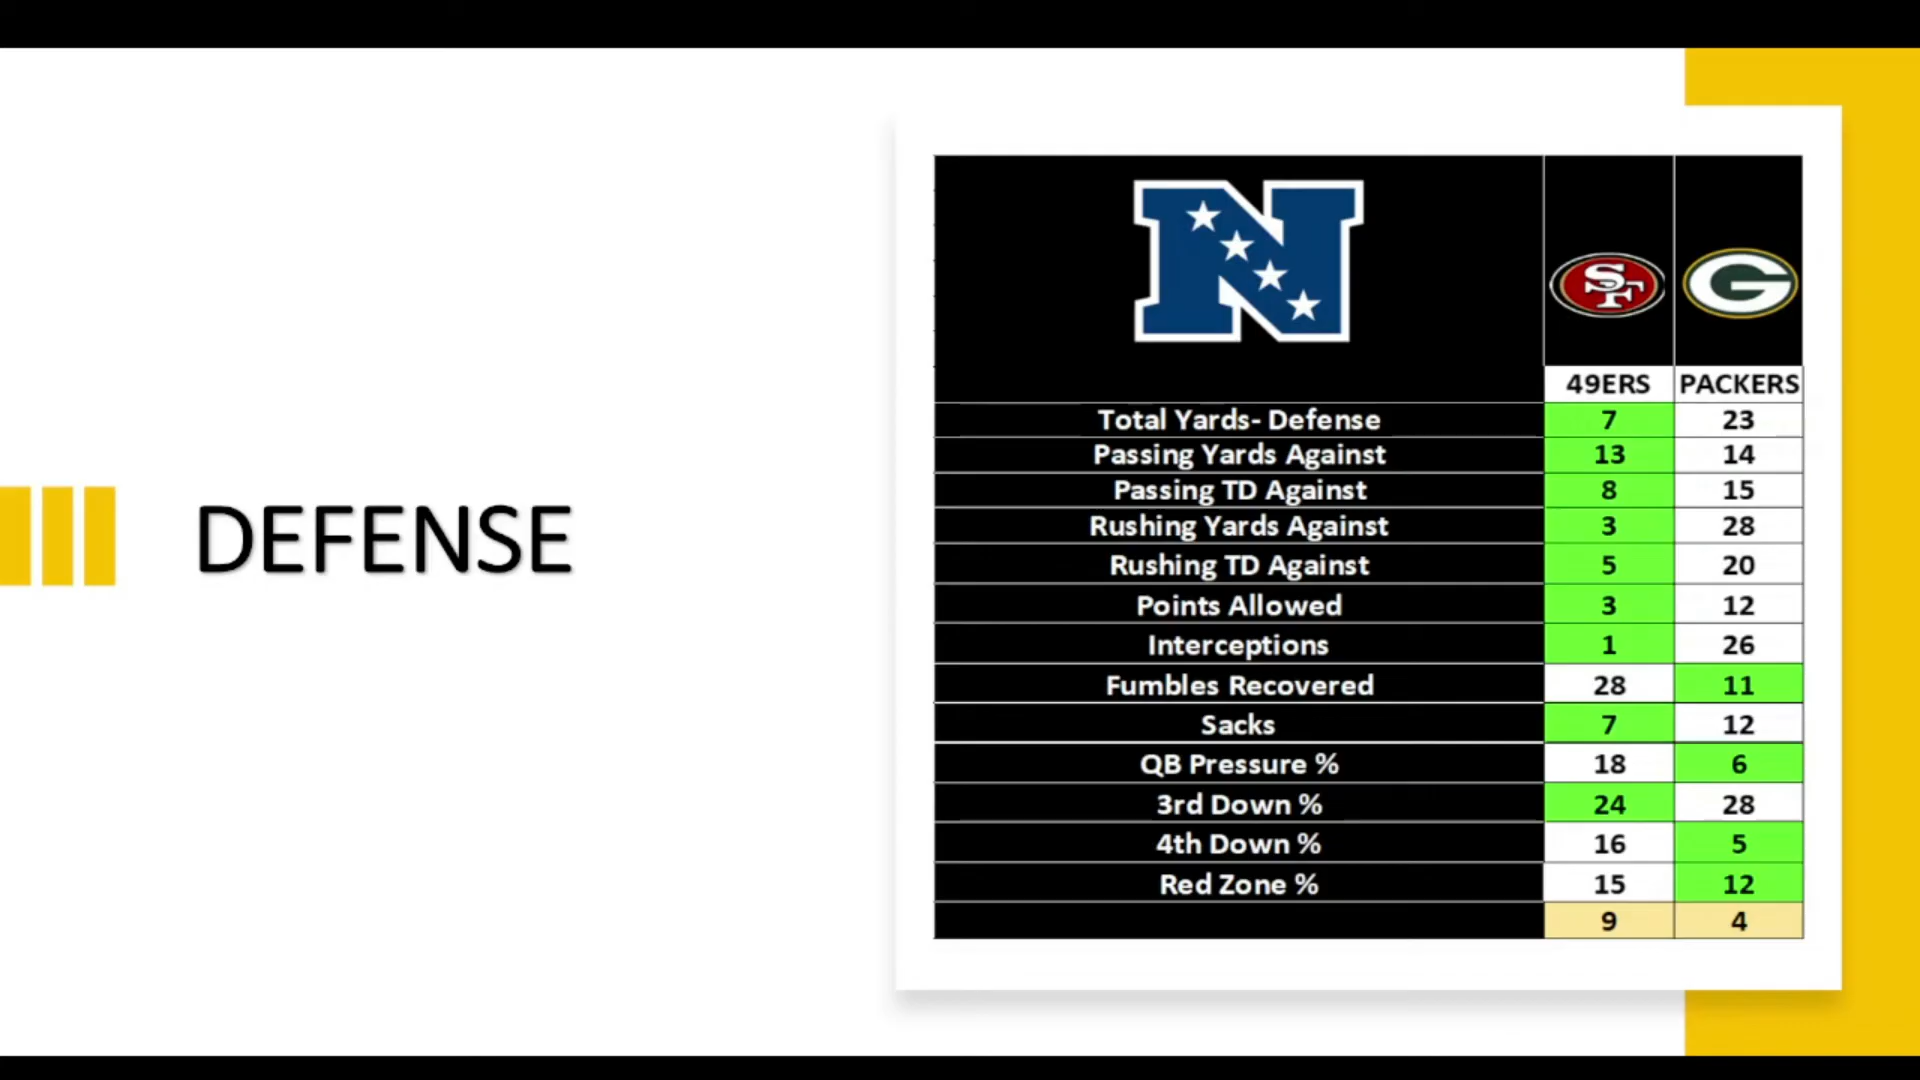 DEFENSE
N
SF G
49ERS PACKERS
Total Yards- Defense 7 23
Passing Yards Against 13 14
Passing TD Against 8 15
Rushing Yards Against 3 28
Rushing TD Against 5 20
Points Allowed 3 12
Interceptions 1 26
Fumbles Recovered 28 11
Sacks 7 12
QB Pressure % 18 6
3rd Down % 24 28
4th Down % 16 5
Red Zone % 15 12
9 4